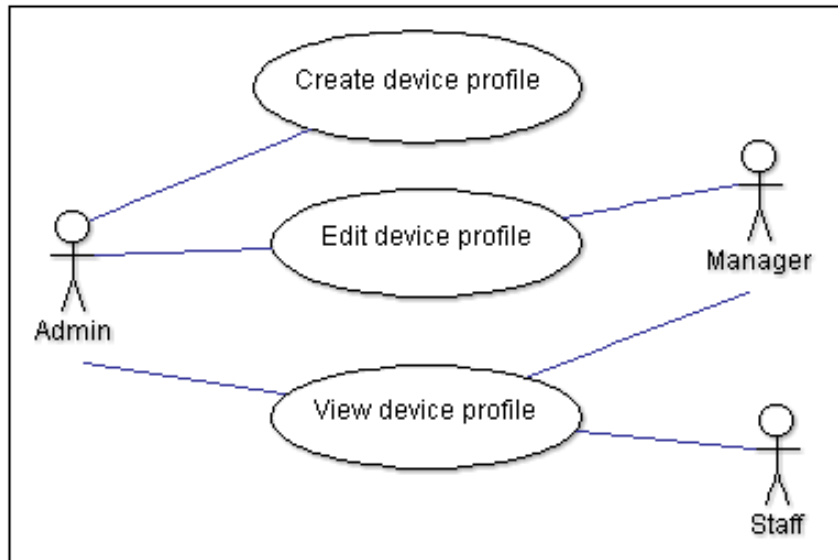 Create device profile
Edit device profile
Manager
Admin
View device profile
Staff